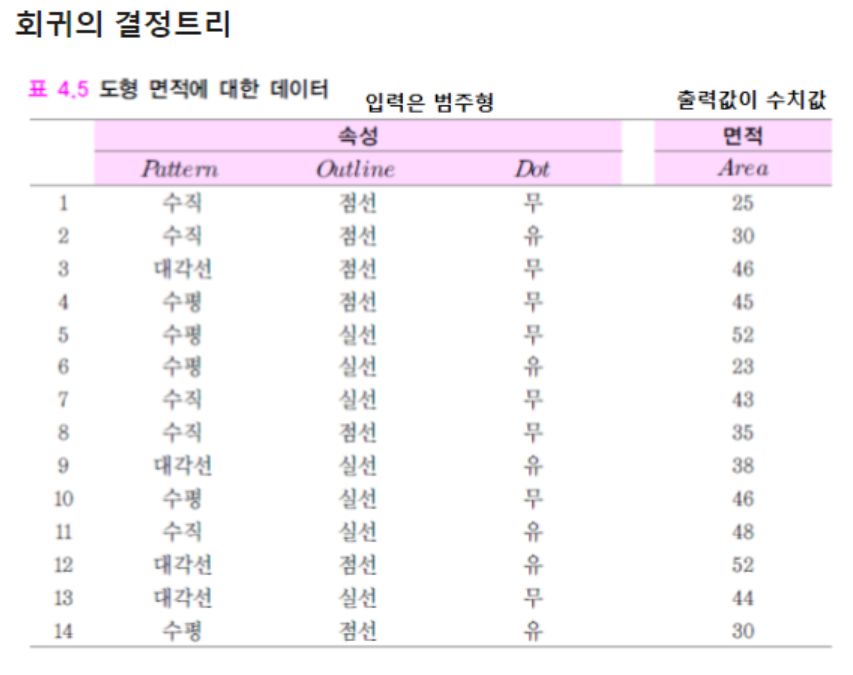 회귀의 결정트리
표 4.5 도형 면적에 대한 데이터 입력은 범주형 출력값이 수치값
속성 면적
Pattern Outline Dot Area
1 수직 점선 무 25
2 수직 점선 유 30
3 대각선 점선 무 46
4 수평 점선 무 45
5 수평 실선 무 52
6 수평 실선 유 23
7 수직 실선 무 43
8 수직 점선 무 35
9 대각선 실선 유 38
10 수평 실선 무 46
11 수직 실선 유 48
12 대각선 점선 유 52
13 대각선 실선 무 44
14 수평 점선 유 30